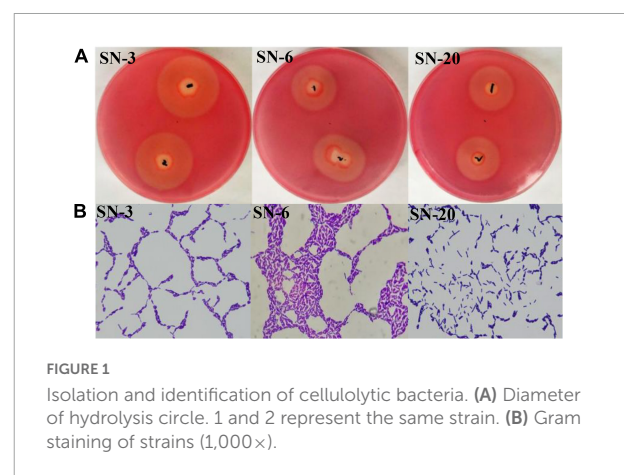 A SN-3 SN-6 SN-20
B SN-3 SN-6 SN-20
FIGURE 1
Isolation and identification of cellulolytic bacteria. (A) Diameter
of hydrolysis circle. 1 and 2 represent the same strain. (B) Gram
staining of strains (1,000×).